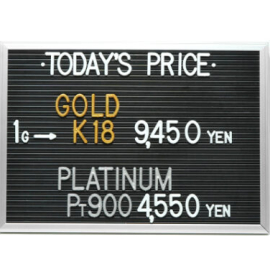 ·TODAY'S PRICE·
GOLD
1G → K18 9,450 YEN
PLATINUM
PT900 4,550 YEN